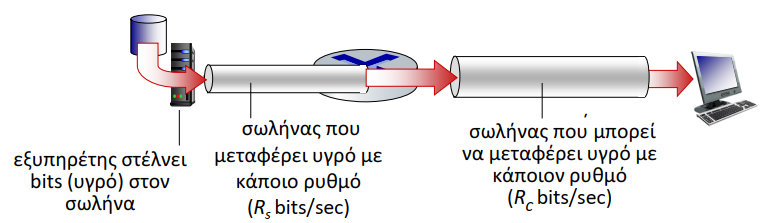 εξυπηρέτης στέλνει
bits (υγρό) στον
σωλήνα
σωλήνας που
μεταφέρει υγρό με
κάποιο ρυθμό
(Rs bits/sec)
σωλήνας που μπορεί
να μεταφέρει υγρό με
κάποιον ρυθμό
(Rc bits/sec)